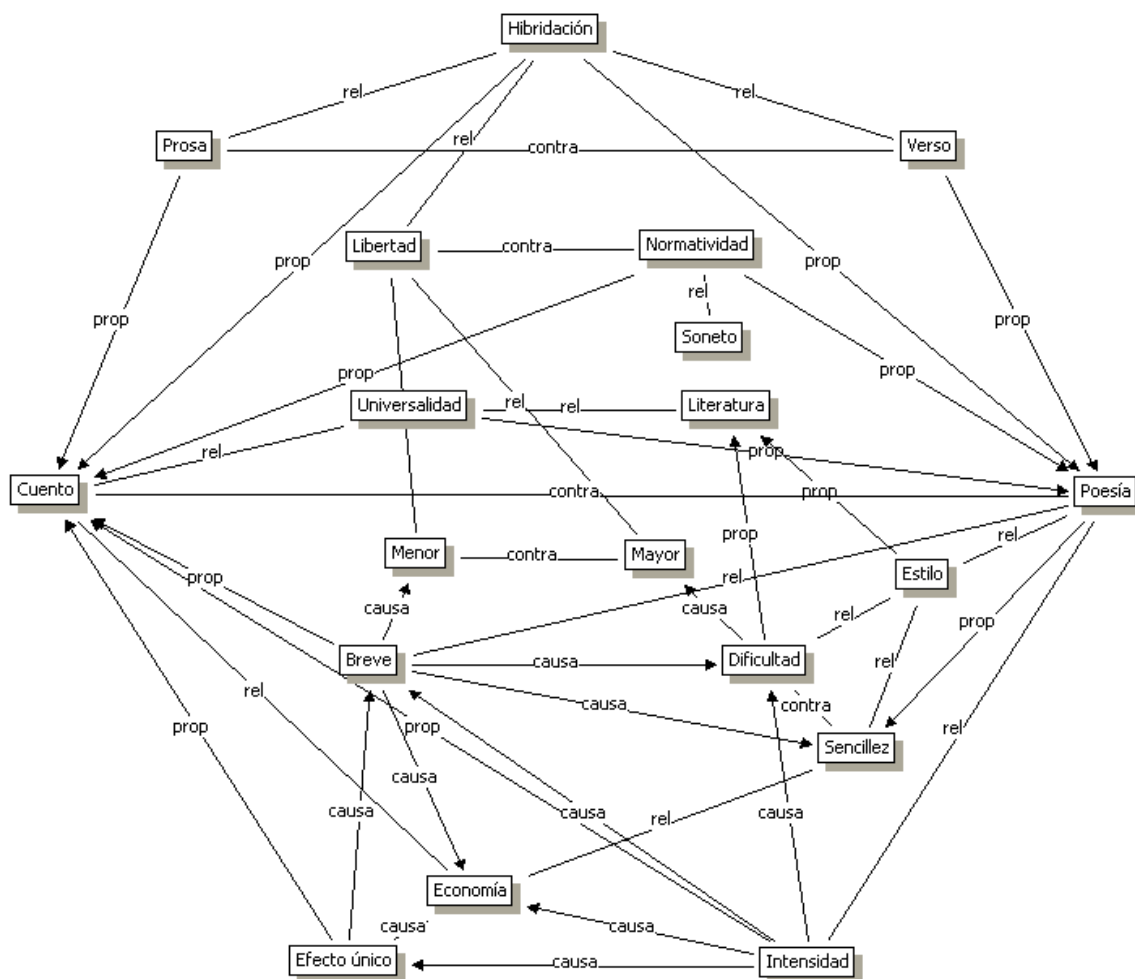 Hibridación
rel
rel
Prosa
rel
contra
Verso
Libertad
contra
Normatividad
prop
prop
rel
prop
Soneto
prop
prop
prop
Universalidad
rel
rel
Literatura
rel
prop
Cuento
contra
prop
Poesía
prop
rel
Menor
contra
Mayor
prop
rel
Estilo
causa
causa
rel
prop
Breve
causa
Dificultad
rel
rel
causa
contra
prop
prop
Sencillez
rel
causa
causa
causa
rel
causa
Economía
causa
causa
Efecto único
causa
Intensidad